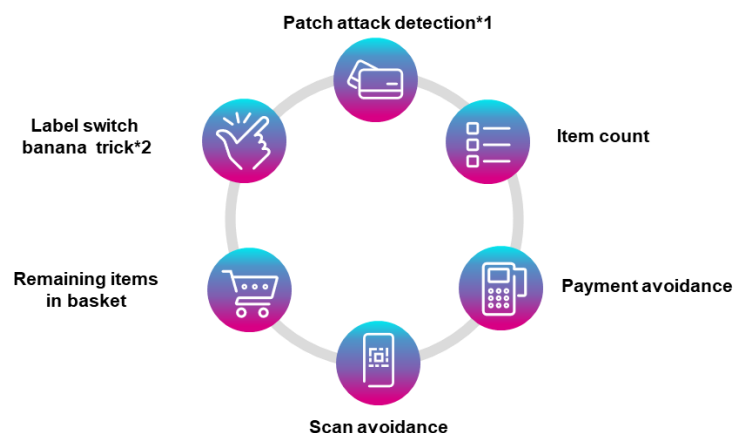 Patch attack detection*1
Label switch
banana trick*2
Item count
Remaining items
in basket
Payment avoidance
Scan avoidance